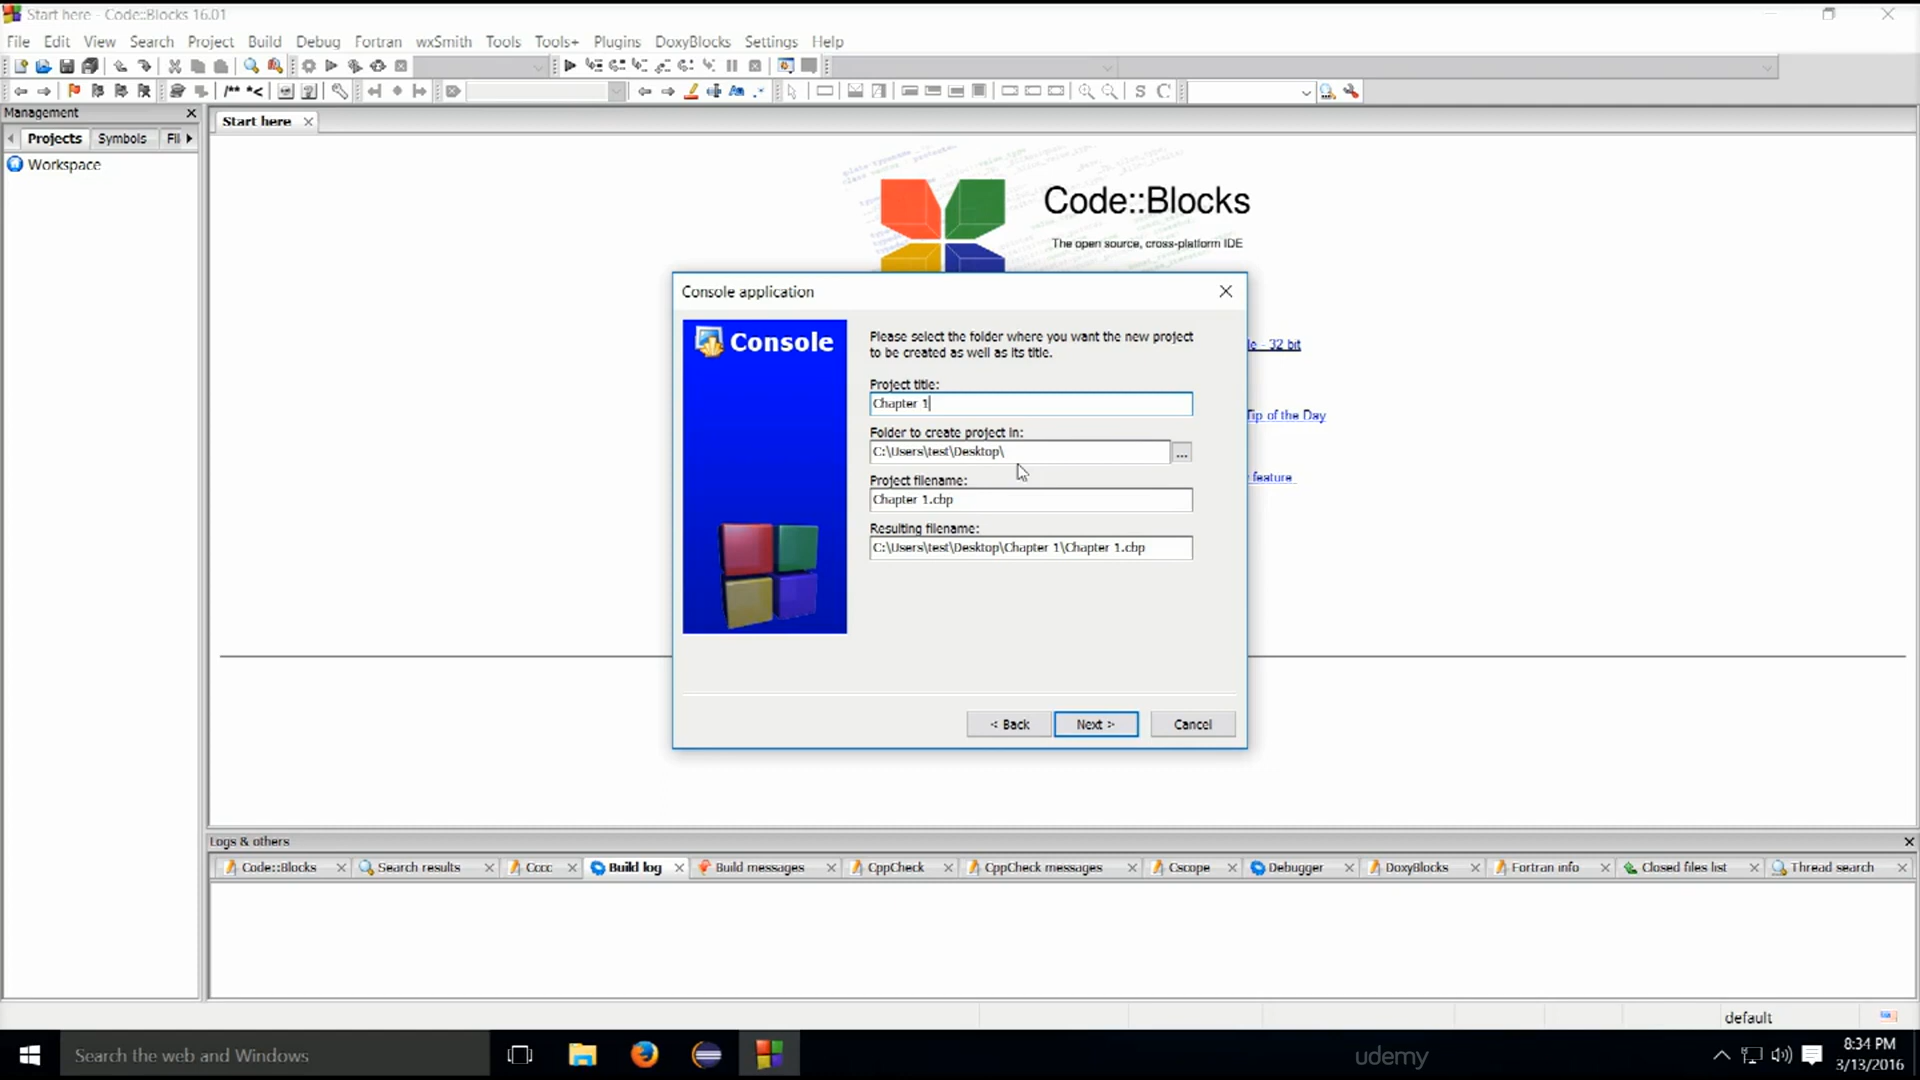 Start here - Code::Blocks 16.01
File Edit View Search Project Build Debug Fortran wxSmith Tools Tools+ Plugins DoxyBlocks Settings Help
/** *<
S C
Management
Projects Symbols Fil
Start here
Workspace
Code::Blocks
The open source, cross-platform IDE
Console application
Console
Please select the folder where you want the new project
to be created as well as its title.
le - 32 bit
Project title:
Chapter 1
Tip of the Day
Folder to create project in:
C:\Users\test\Desktop\
...
Project filename:
feature
Chapter 1.cbp
Resulting filename:
C:\Users\test\Desktop\Chapter 1\Chapter 1.cbp
< Back Next > Cancel
Logs & others
Code::Blocks Search results Cccc Build log Build messages CppCheck CppCheck messages Cscope Debugger DoxyBlocks Fortran info Closed files list Thread search
default
Search the web and Windows
udemy
8:34 PM
3/13/2016